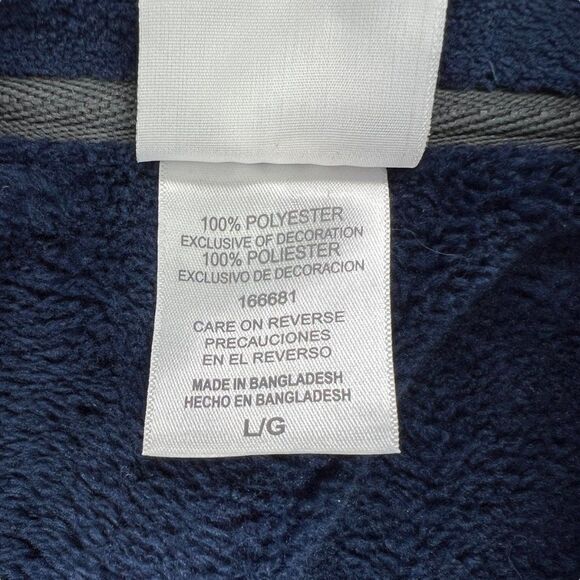 100% POLYESTER
EXCLUSIVE OF DECORATION
100% POLIESTER
EXCLUSIVO DE DECORACION
166681
CARE ON REVERSE
PRECAUCIONES
EN EL REVERSO
MADE IN BANGLADESH
HECHO EN BANGLADESH
L/G